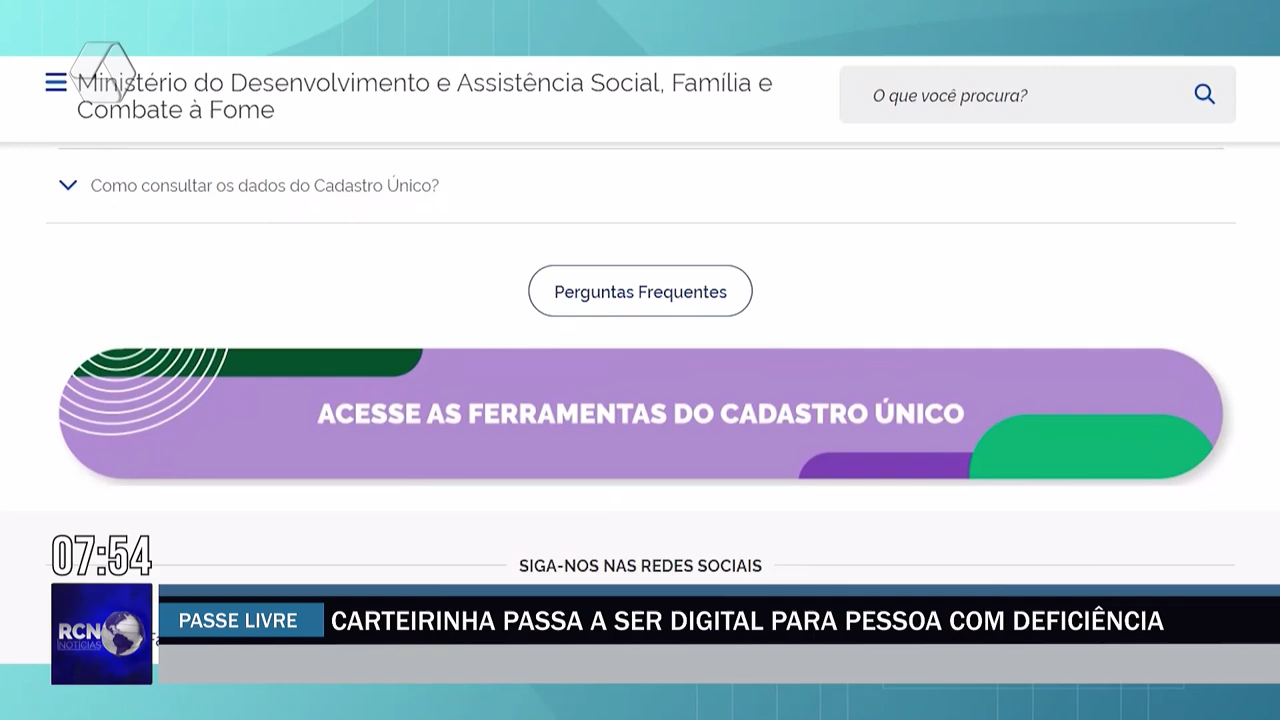 Ministério do Desenvolvimento e Assistência Social, Família e
Combate à Fome
O que você procura?
Como consultar os dados do Cadastro Único?
Perguntas Frequentes
ACESSE AS FERRAMENTAS DO CADASTRO ÚNICO
SIGA-NOS NAS REDES SOCIAIS
07:54
PASSE LIVRE
CARTEIRINHA PASSA A SER DIGITAL PARA PESSOA COM DEFICIÊNCIA
RCN
NOTÍCIAS